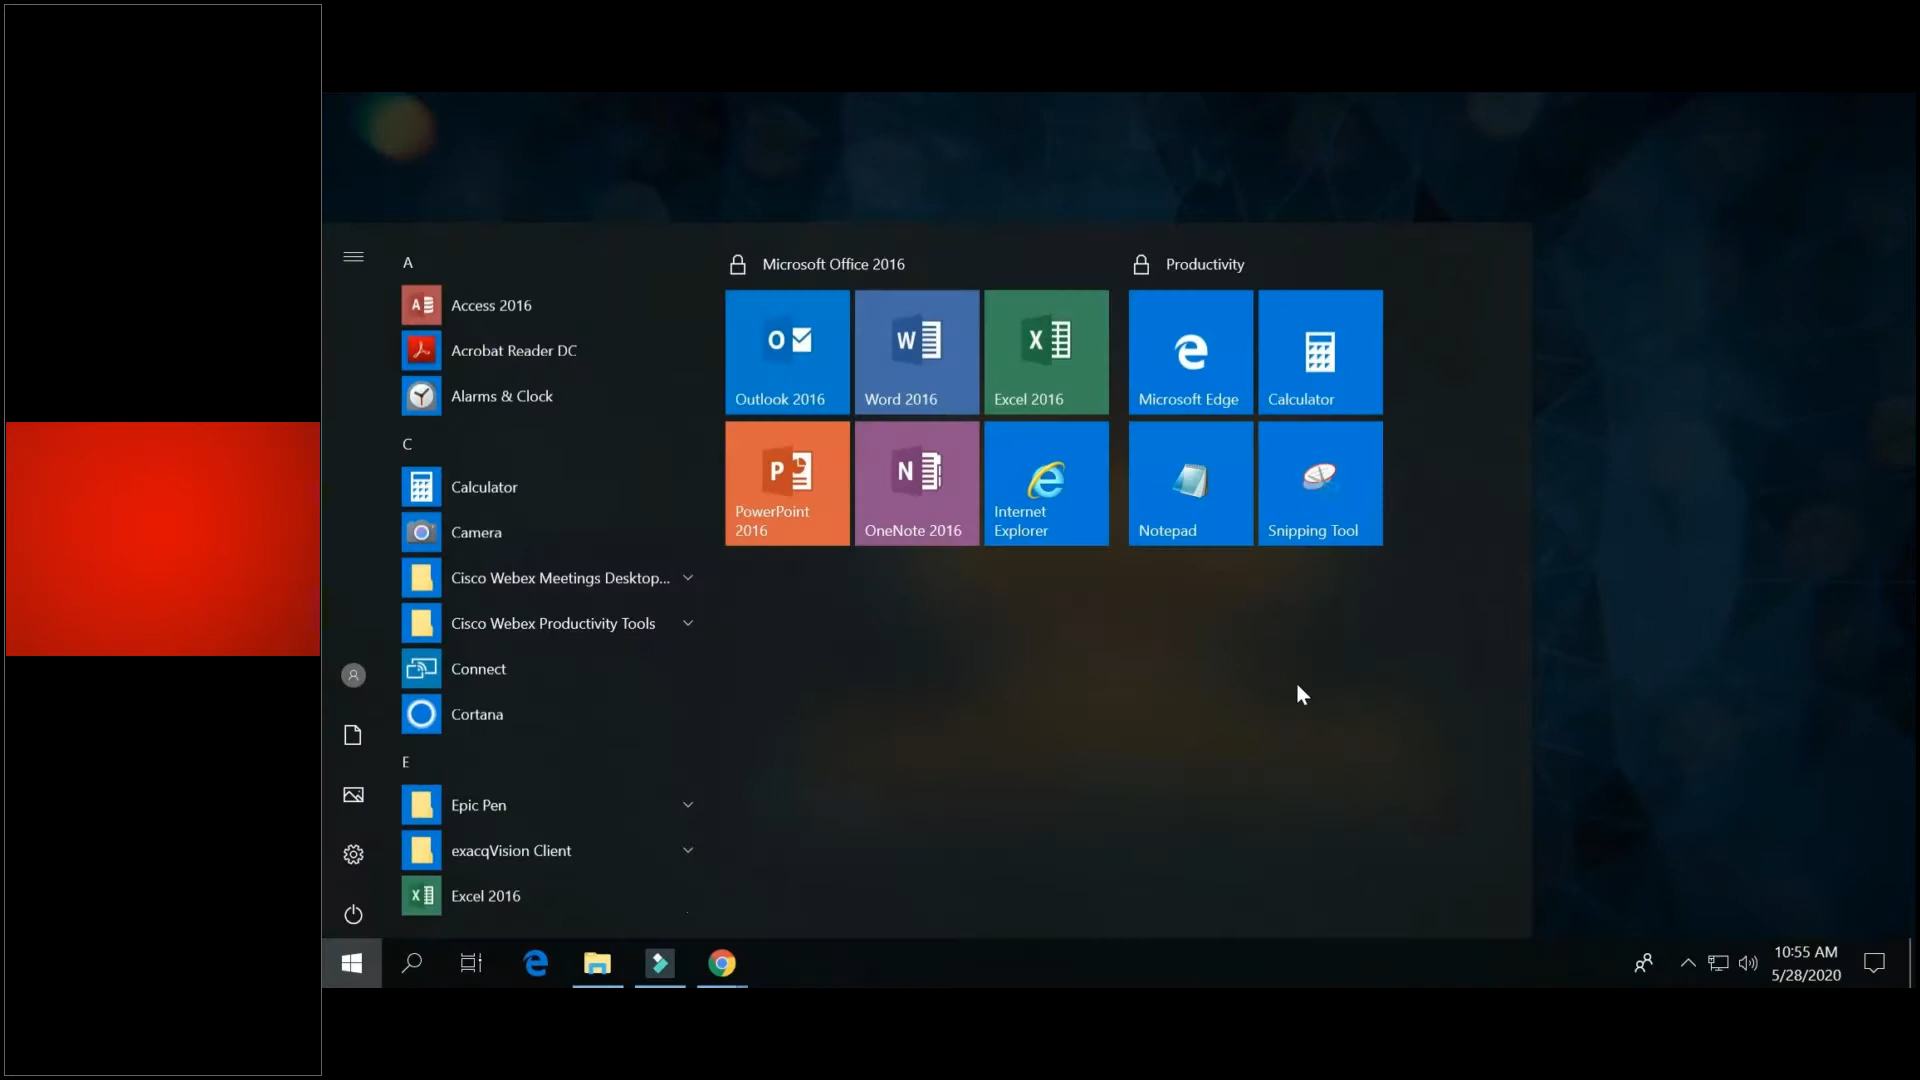 A
Access 2016
Acrobat Reader DC
Alarms & Clock
C
Calculator
Camera
Cisco Webex Meetings Desktop...
Cisco Webex Productivity Tools
Connect
Cortana
E
Epic Pen
exacqVision Client
Excel 2016
Microsoft Office 2016
Outlook 2016
Word 2016
Excel 2016
PowerPoint
2016
OneNote 2016
Internet
Explorer
Productivity
Microsoft Edge
Calculator
Notepad
Snipping Tool
10:55 AM
5/28/2020